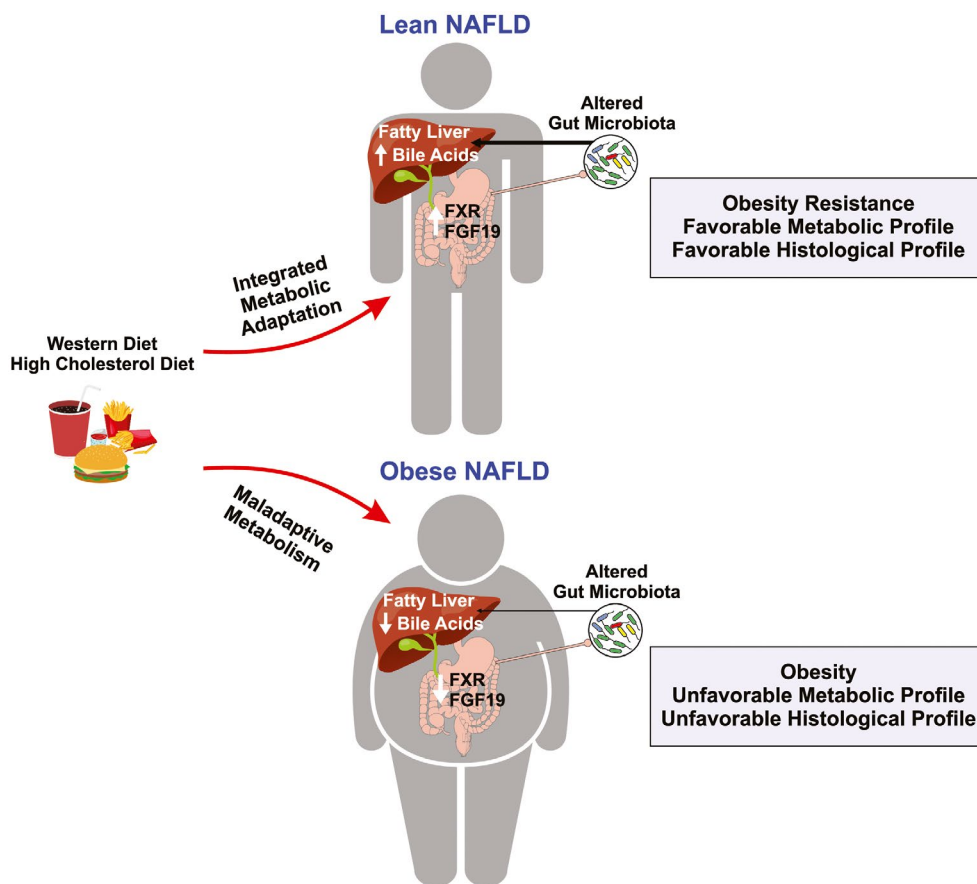 Lean NAFLD
Altered
Gut Microbiota
Fatty Liver
Bile Acids
FXR
FGF19
Obesity Resistance
Favorable Metabolic Profile
Favorable Histological Profile
Integrated
Metabolic
Adaptation
Western Diet
High Cholesterol Diet
Maladaptive
Metabolism
Obese NAFLD
Altered
Gut Microbiota
Fatty Liver
Bile Acids
FXR
FGF19
Obesity
Unfavorable Metabolic Profile
Unfavorable Histological Profile